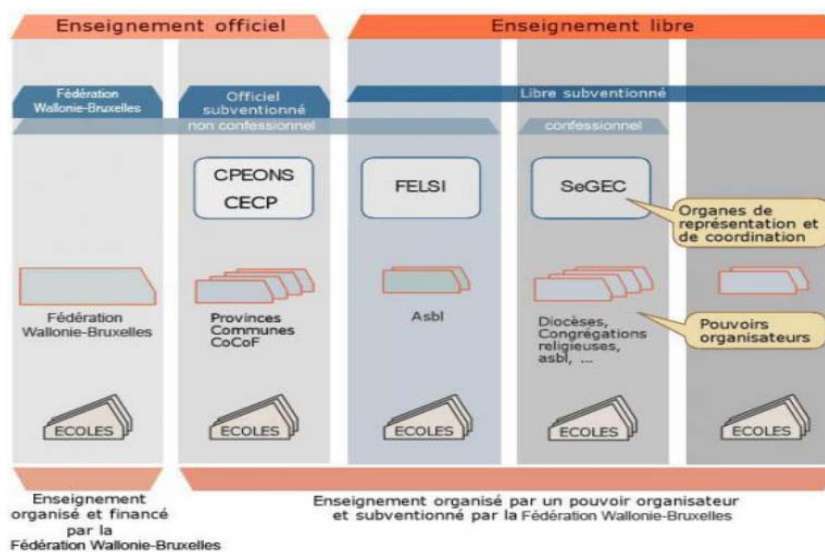 Enseignement officiel
Enseignement libre
Fédération
Wallonie-Bruxelles
Officiel
subventionné
Libre subventionné
non confessionnel
confessionnel
CPEONS
CECP
FELSI
SeGEC
Organes de
représentation et
de coordination
Fédération
Wallonie-Bruxelles
Provinces
Communes
CoCoF
Asbl
Diocèses,
Congrégations
religieuses,
asbl, ...
Pouvoirs
organisateurs
ECOLES
ECOLES
ECOLES
ECOLES
ECOLES
Enseignement
organisé et financé
par la
Fédération Wallonie-Bruxelles
Enseignement organisé par un pouvoir organisateur
et subventionné par la Fédération Wallonie-Bruxelles